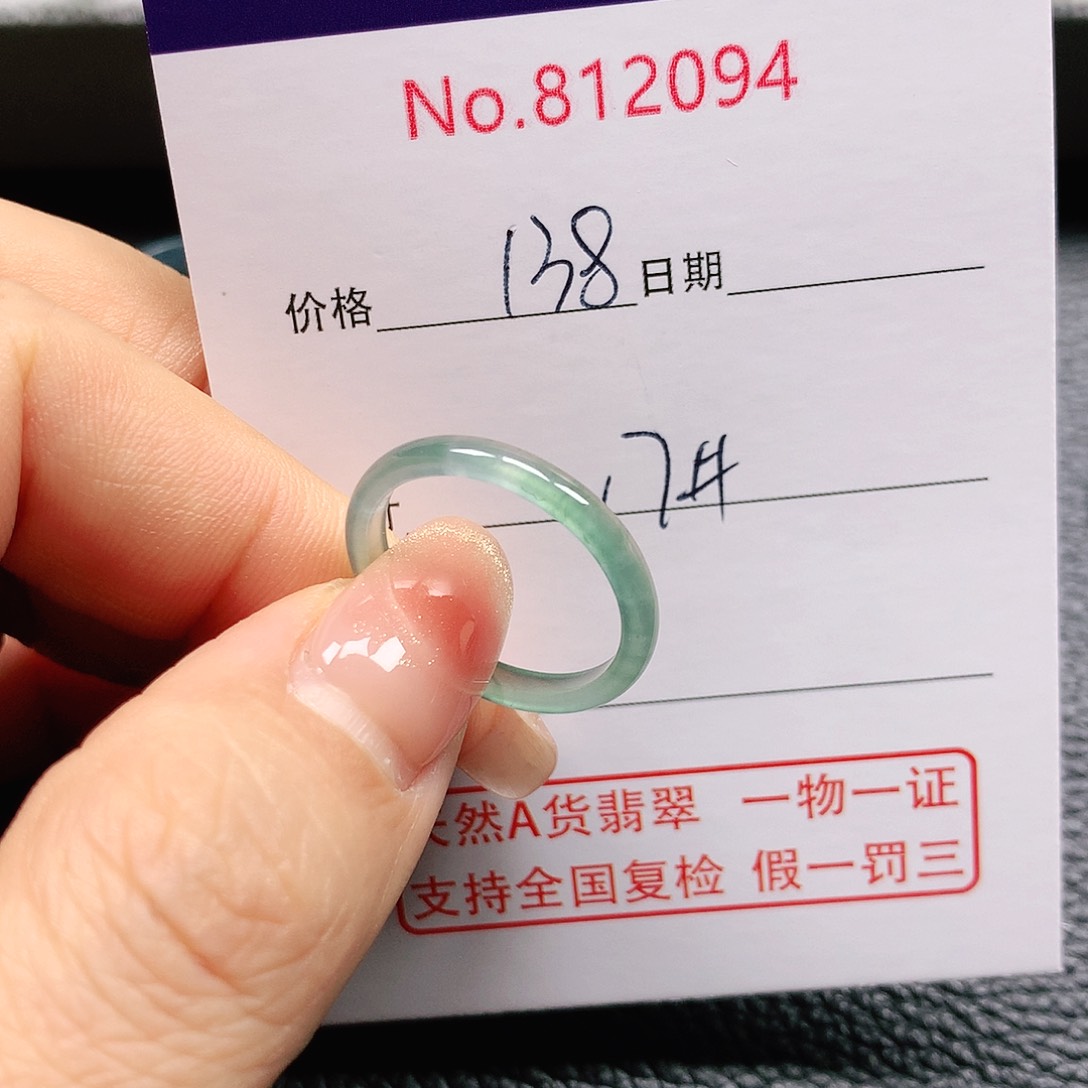 No.812094
价格 138 日期
17#
然A货翡翠 一物一证
支持全国复检 假一罚三